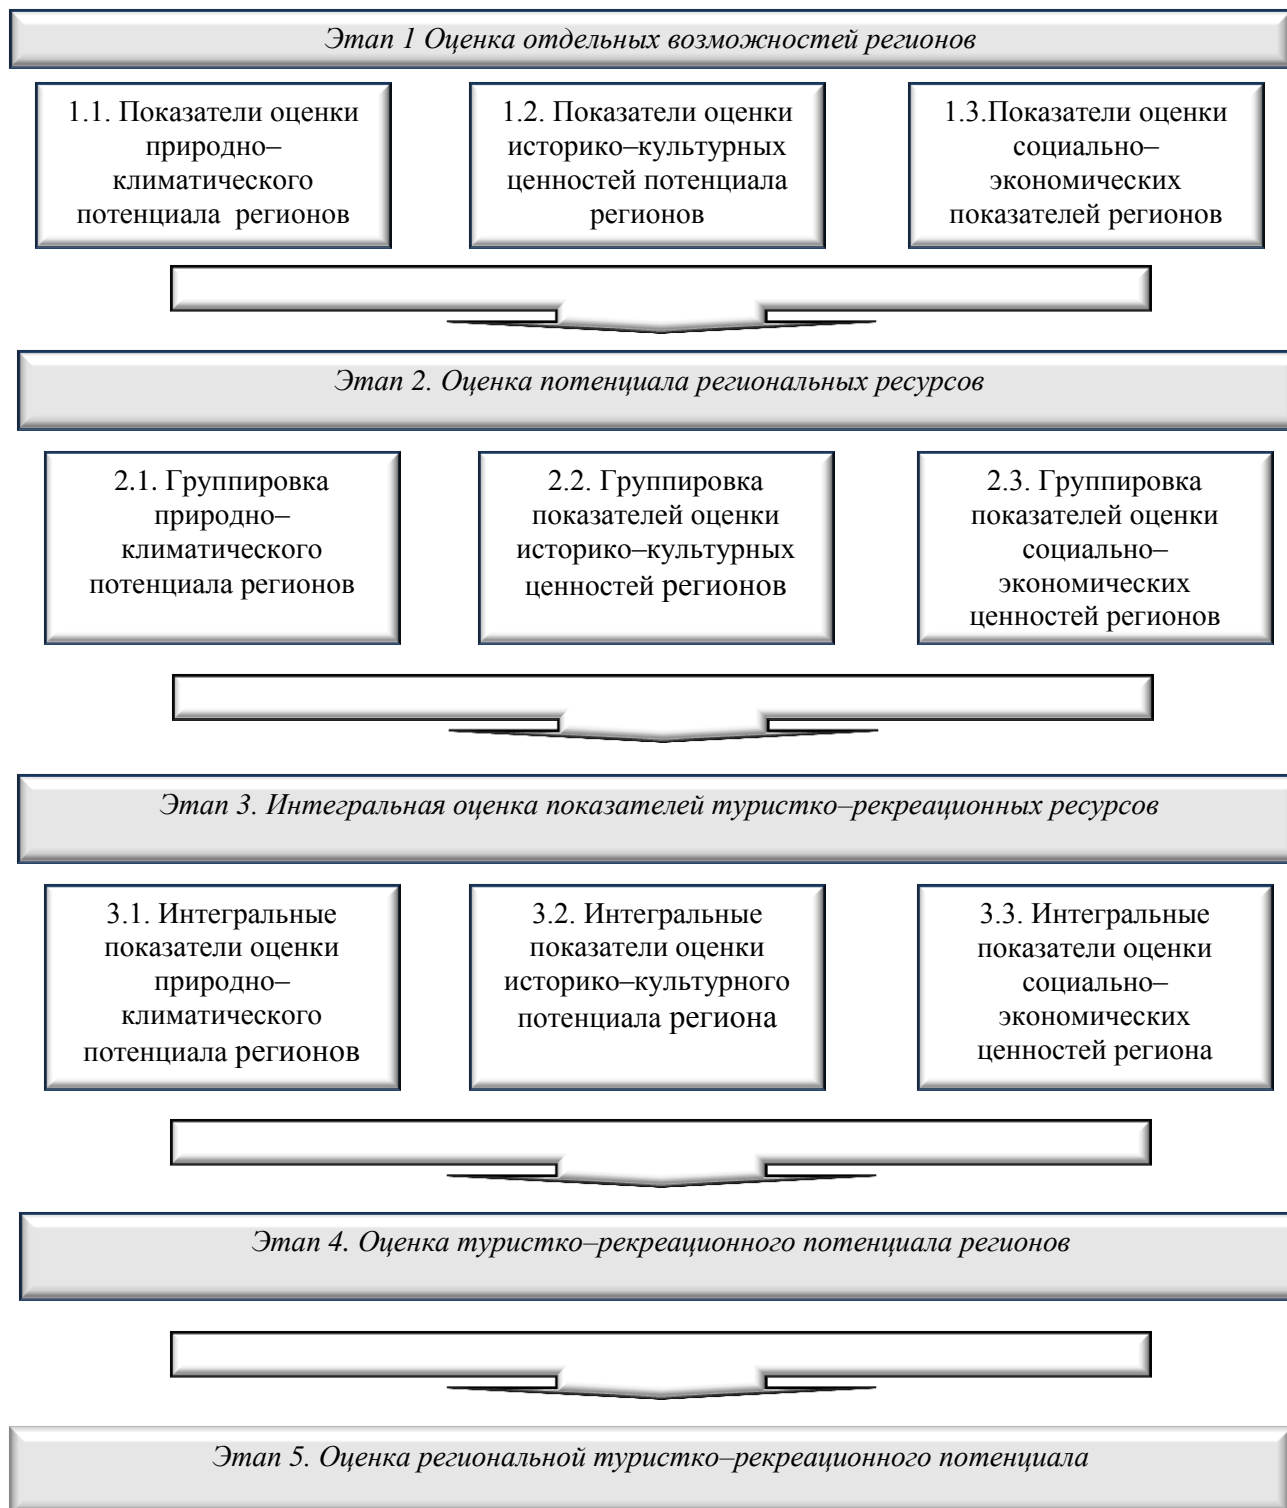 Этап 1 Оценка отдельных возможностей регионов
1.1. Показатели оценки
природно–
климатического
потенциала  регионов
1.2. Показатели оценки
историко–культурных
ценностей потенциала
регионов
1.3.Показатели оценки
социально–
экономических
показателей регионов
Этап 2. Оценка потенциала региональных ресурсов
2.1. Группировка
природно–
климатического
потенциала регионов
2.2. Группировка
показателей оценки
историко–культурных
ценностей регионов
2.3. Группировка
показателей оценки
социально–
экономических
ценностей регионов
Этап 3. Интегральная оценка показателей туристко–рекреационных ресурсов
3.1. Интегральные
показатели оценки
природно–
климатического
потенциала регионов
3.2. Интегральные
показатели оценки
историко–культурного
потенциала региона
3.3. Интегральные
показатели оценки
социально–
экономических
ценностей региона
Этап 4. Оценка туристко–рекреационного потенциала регионов
Этап 5. Оценка региональной туристко–рекреационного потенциала